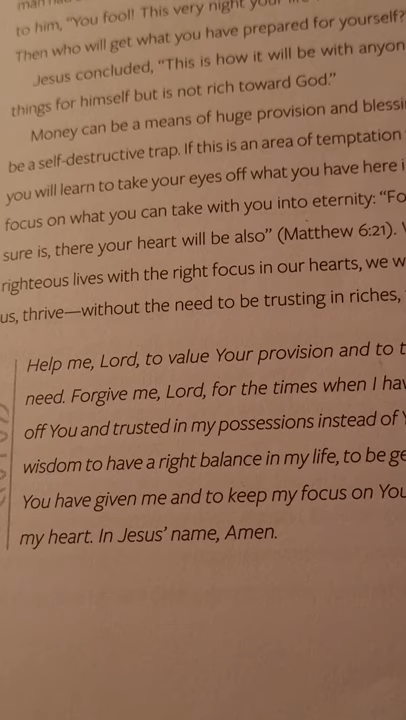 to him, “You fool! This very night your
Then who will get what you have prepared for yourself?
Jesus concluded, “This is how it will be with anyon
things for himself but is not rich toward God.”
Money can be a means of huge provision and blessi
be a self-destructive trap. If this is an area of temptation
you will learn to take your eyes off what you have here i
focus on what you can take with you into eternity: “Fo
sure is, there your heart will be also” (Matthew 6:21).
righteous lives with the right focus in our hearts, we w
us, thrive—without the need to be trusting in riches,
Help me, Lord, to value Your provision and to t
need. Forgive me, Lord, for the times when I hav
off You and trusted in my possessions instead of Y
wisdom to have a right balance in my life, to be ge
You have given me and to keep my focus on You
my heart. In Jesus’ name, Amen.